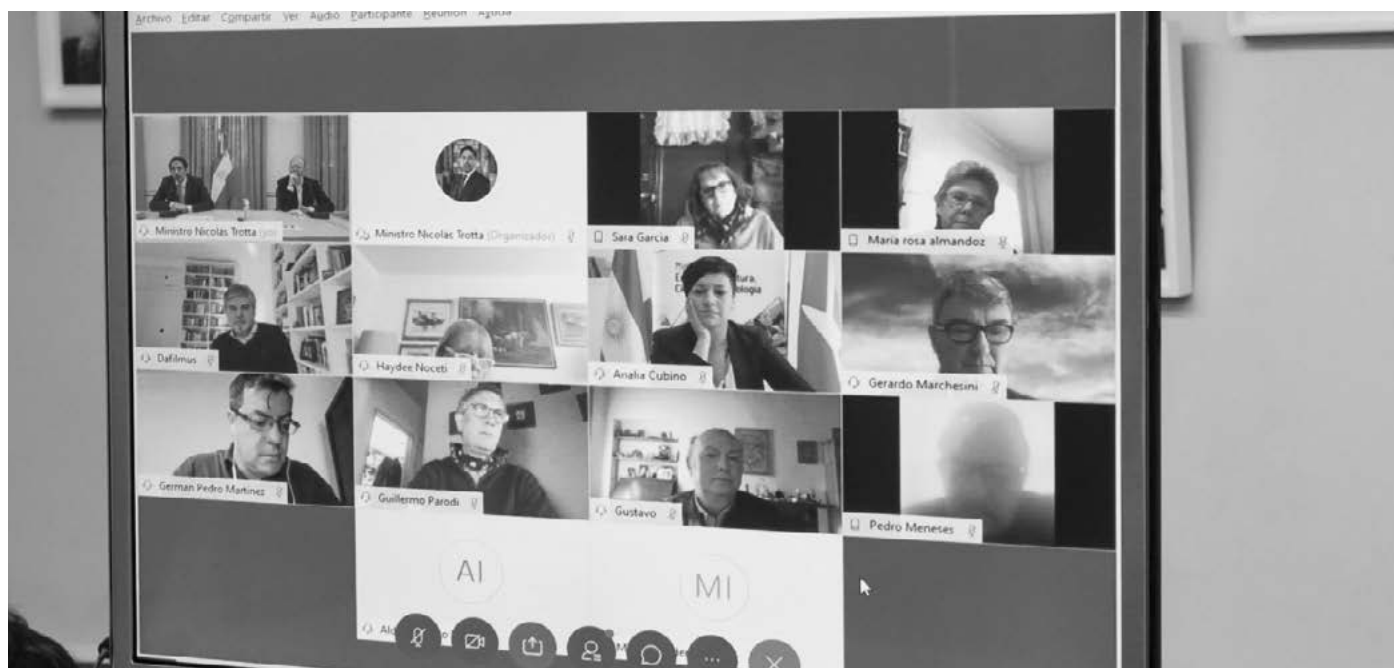 Archivo Editar Compartir Ver Audio Participante Reunión Ayuda
Ministro Nicolas Trotta
Ministro Nicolas Trotta (Organizador)
Sara Garcia
Maria rosa almandoz
Dafilmus
Haydee Noceti
Analia Cubino
Gerardo Marchesini
German Pedro Martinez
Guillermo Parodi
Gustavo
Pedro Meneses
AI
MI